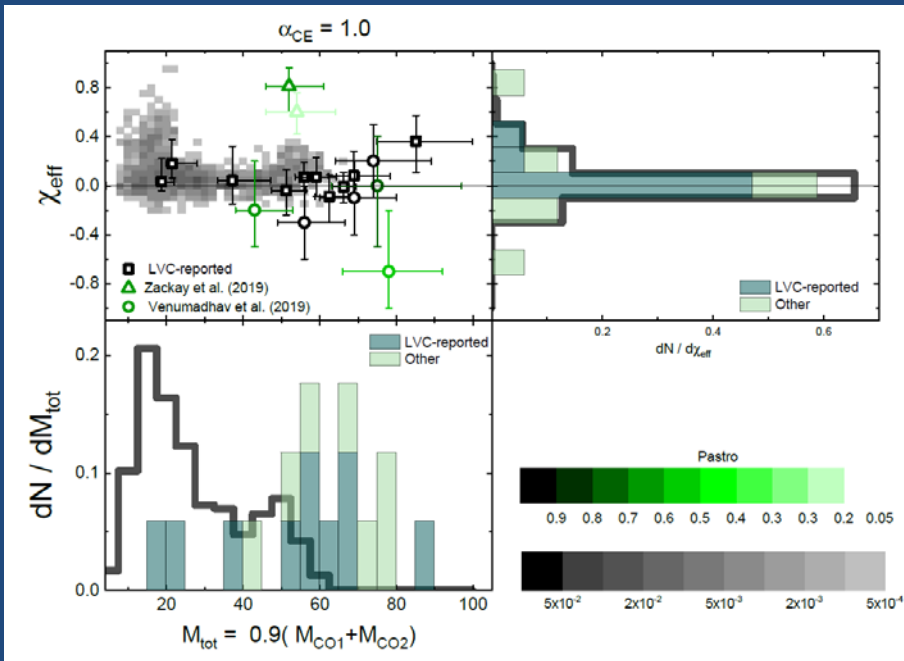 α_CE = 1.0
χ_eff
0.8
0.4
0.0
-0.4
-0.8
LVC-reported
Zackay et al. (2019)
Venumadhav et al. (2019)
LVC-reported
Other
0.2 0.4 0.6
dN / dχ_eff
dN / dM_tot
0.2
0.1
0.0
LVC-reported
Other
20 40 60 80 100
M_tot = 0.9( M_CO1+M_CO2)
Pastro
0.9 0.8 0.7 0.6 0.5 0.4 0.3 0.2 0.05
5x10⁻² 2x10⁻² 5x10⁻³ 2x10⁻³ 5x10⁻⁴